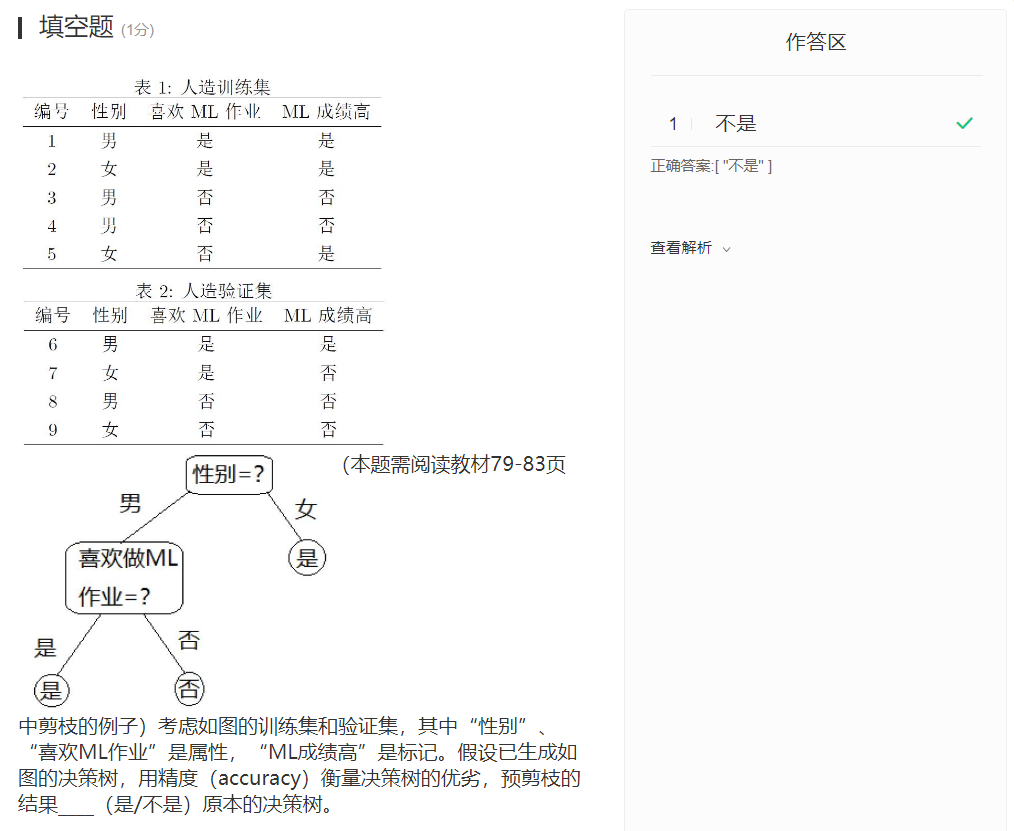 填空题 (1分)
表 1: 人造训练集
编号 性别 喜欢 ML 作业 ML 成绩高
1 男 是 是
2 女 是 是
3 男 否 否
4 男 否 否
5 女 否 是
表 2: 人造验证集
编号 性别 喜欢 ML 作业 ML 成绩高
6 男 是 是
7 女 是 否
8 男 否 否
9 女 否 否
性别=?
(本题需阅读教材79-83页
男
女
喜欢做ML
作业=?
是
是
否
是
否
中剪枝的例子）考虑如图的训练集和验证集，其中“性别”、
“喜欢ML作业”是属性，“ML成绩高”是标记。假设已生成如
图的决策树，用精度（accuracy）衡量决策树的优劣，预剪枝的
结果____（是/不是）原本的决策树。
作答区
1 不是
正确答案:[ "不是" ]
查看解析